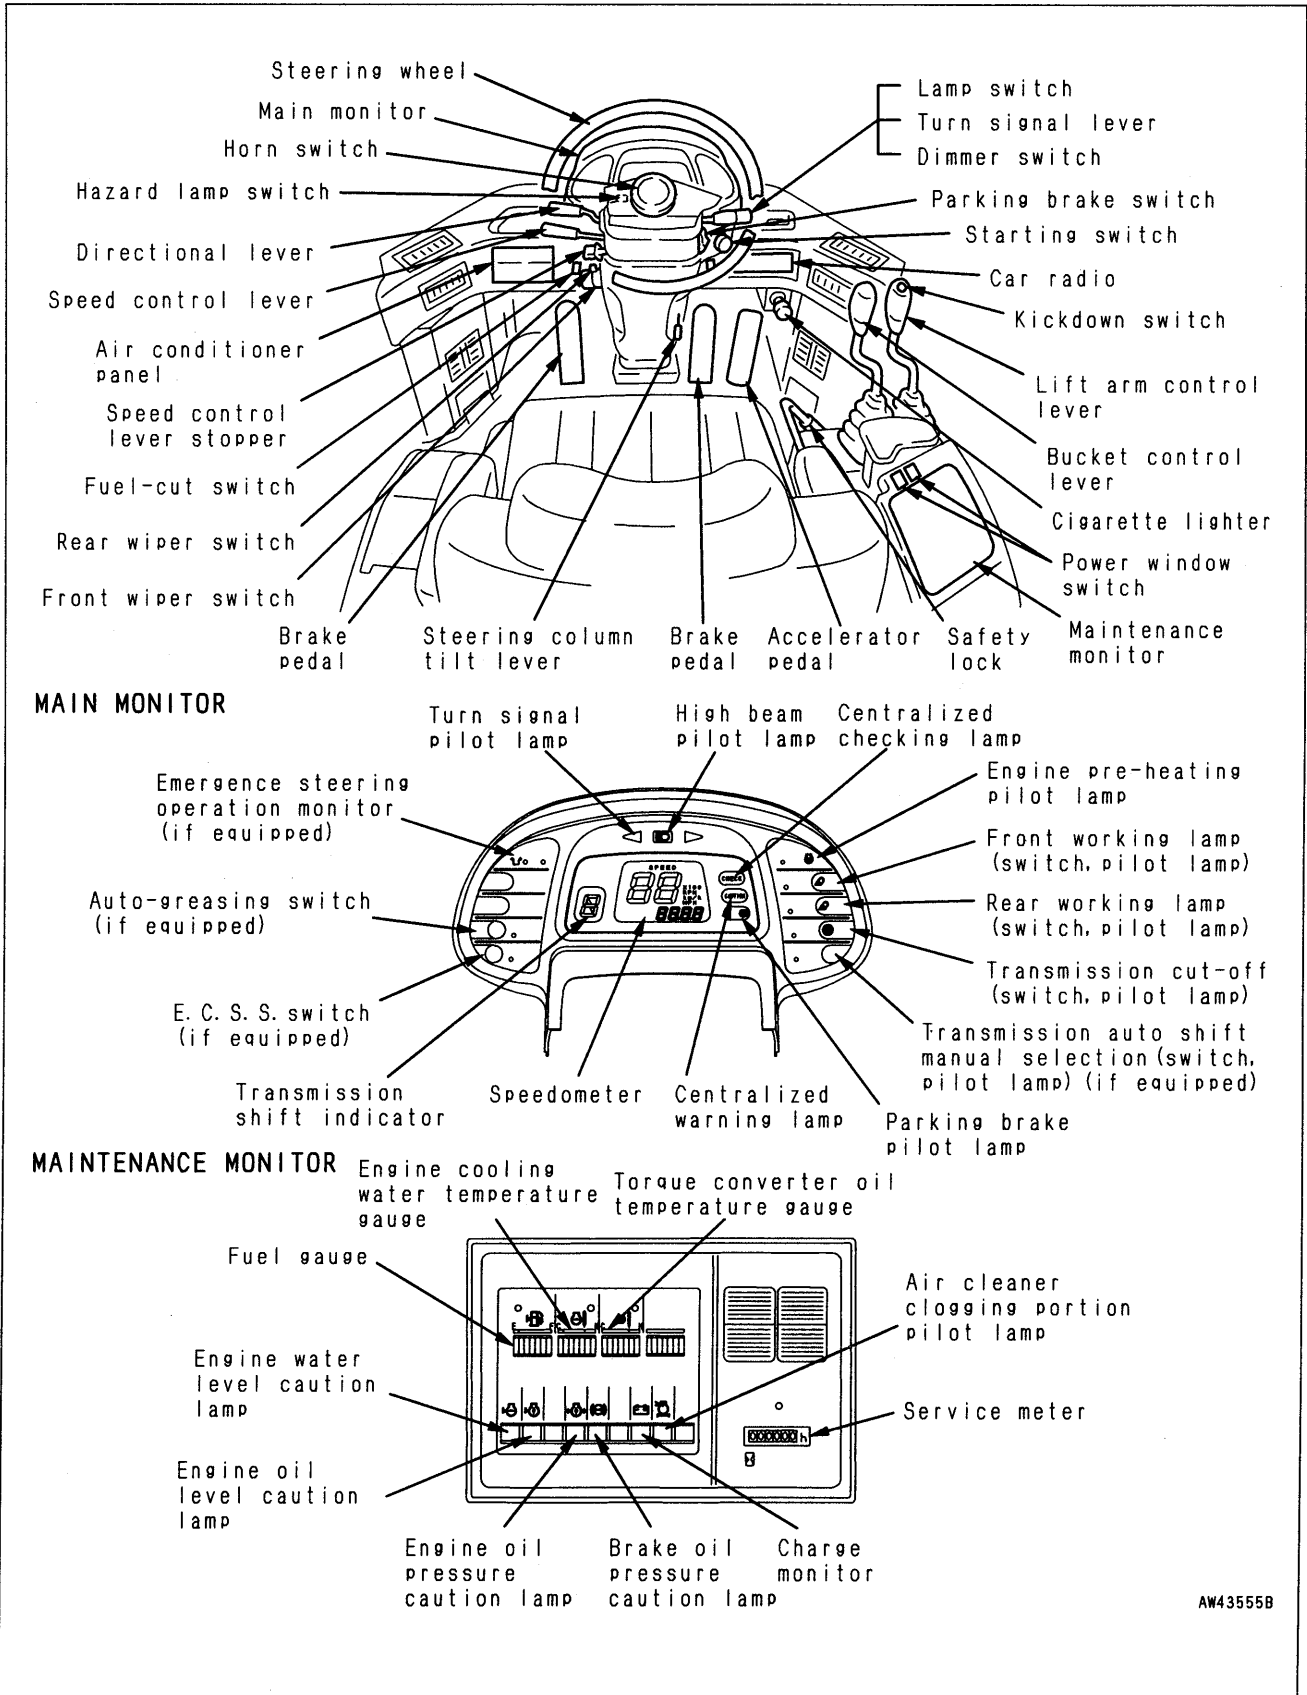 Steering wheel
Main monitor
Horn switch
Hazard lamp switch
Directional lever
Speed control lever
Air conditioner
panel
Speed control
lever stopper
Fuel-cut switch
Rear wiper switch
Front wiper switch
Brake
pedal
Steering column
tilt lever
Brake
pedal
Accelerator
pedal
Safety
lock
Lamp switch
Turn signal lever
Dimmer switch
Parking brake switch
Starting switch
Car radio
Kickdown switch
Lift arm control
lever
Bucket control
lever
Cigarette lighter
Power window
switch
Maintenance
monitor
MAIN MONITOR
Turn signal
pilot lamp
High beam
pilot lamp
Centralized
checking lamp
Emergence steering
operation monitor
(if equipped)
Auto-greasing switch
(if equipped)
E. C. S. S. switch
(if equipped)
Transmission
shift indicator
Speedometer
Centralized
warning lamp
Parking brake
pilot lamp
Engine pre-heating
pilot lamp
Front working lamp
(switch, pilot lamp)
Rear working lamp
(switch, pilot lamp)
Transmission cut-off
(switch, pilot lamp)
Transmission auto shift
manual selection (switch,
pilot lamp) (if equipped)
SPEED
88
CHECK
8888
MAINTENANCE MONITOR
Engine cooling
water temperature
gauge
Torque converter oil
temperature gauge
Fuel gauge
Engine water
level caution
lamp
Engine oil
level caution
lamp
Engine oil
pressure
caution lamp
Brake oil
pressure
caution lamp
Charge
monitor
Air cleaner
clogging portion
pilot lamp
Service meter
000000 h
AW43555B